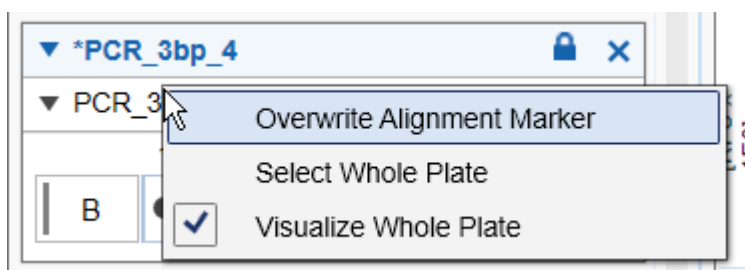 *PCR_3bp_4
PCR_3
Overwrite Alignment Marker
Select Whole Plate
B
Visualize Whole Plate